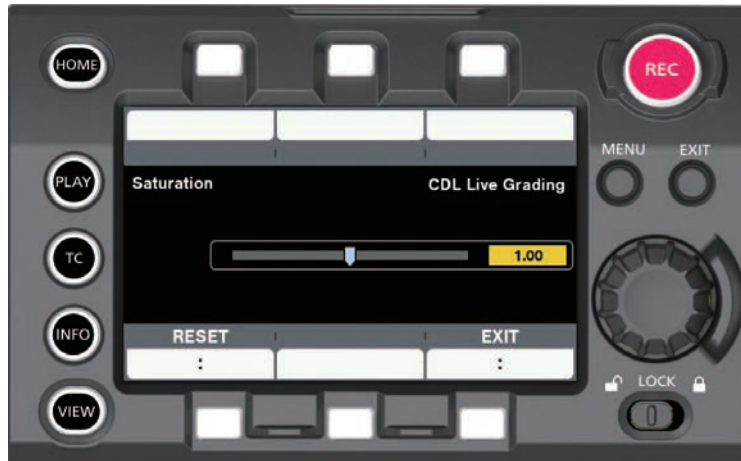 HOME
REC
MENU EXIT
PLAY
Saturation CDL Live Grading
TC
1.00
INFO
RESET EXIT
: :
LOCK
VIEW